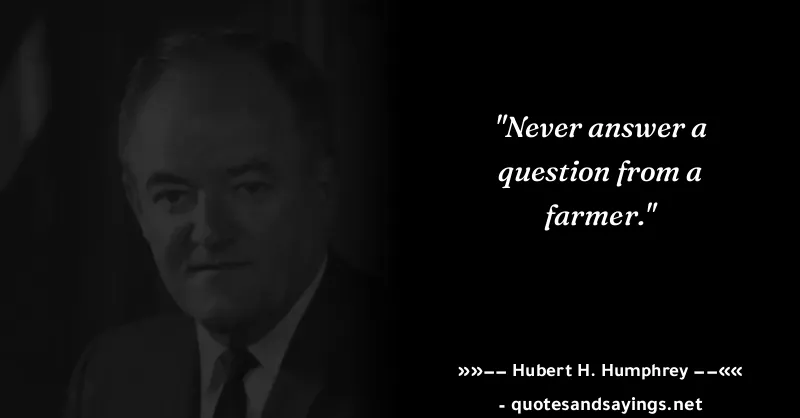 "Never answer a
question from a
farmer."
»»–– Hubert H. Humphrey ––««
- quotesandsayings.net